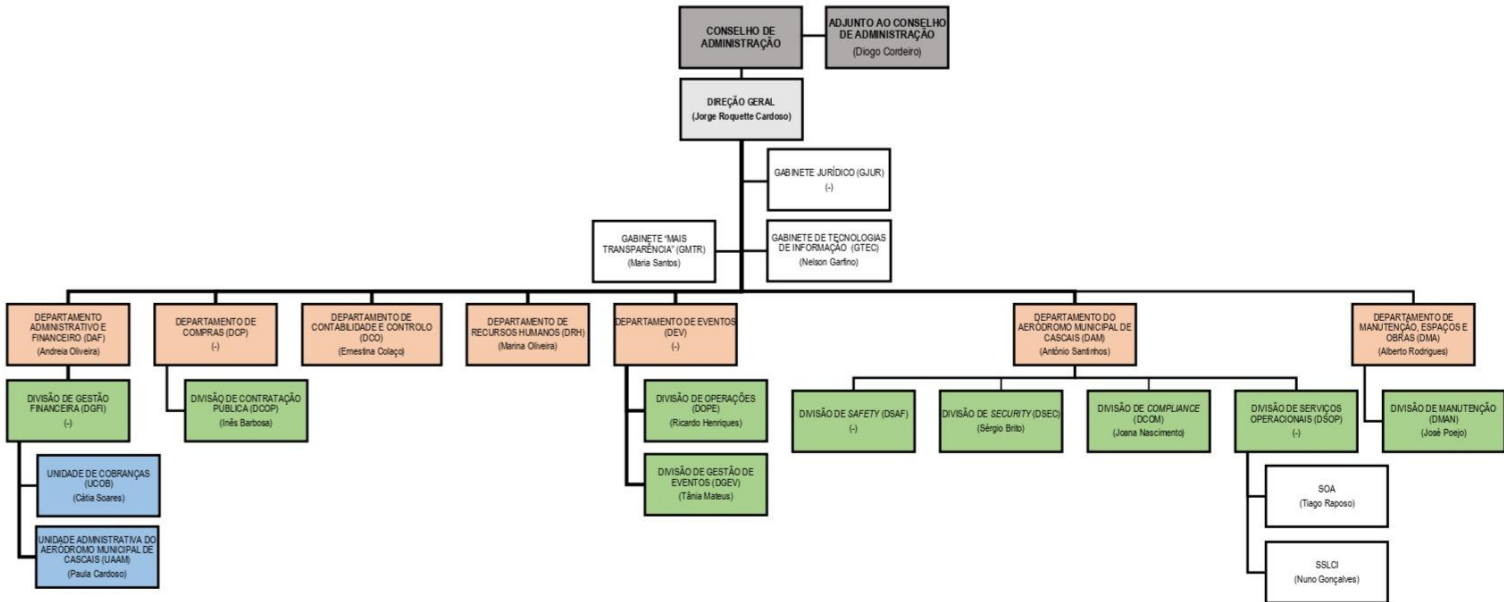 CONSELHO DE
ADMINISTRAÇÃO
ADJUNTO AO CONSELHO
DE ADMINISTRAÇÃO
(Diogo Cordeiro)
DIREÇÃO GERAL
(Jorge Roquette Cardoso)
GABINETE JURÍDICO (GJUR)
(-)
GABINETE "MAIS
TRANSPARÊNCIA" (GMTR)
(Maria Santos)
GABINETE DE TECNOLOGIAS
DE INFORMAÇÃO (GTEC)
(Nelson Garfino)
DEPARTAMENTO
ADMINISTRATIVO E
FINANCEIRO (DAF)
(Andreia Oliveira)
DEPARTAMENTO DE
COMPRAS (DCP)
(-)
DEPARTAMENTO DE
CONTABILIDADE E CONTROLO
(DCO)
(Ernestina Colaço)
DEPARTAMENTO DE
RECURSOS HUMANOS (DRH)
(Marina Oliveira)
DEPARTAMENTO DE EVENTOS
(DEV)
(-)
DEPARTAMENTO DO
AERÓDROMO MUNICIPAL DE
CASCAIS (DAM)
(António Santinhos)
DEPARTAMENTO DE
MANUTENÇÃO, ESPAÇOS E
OBRAS (DMA)
(Alberto Rodrigues)
DIVISÃO DE GESTÃO
FINANCEIRA (DGFI)
(-)
DIVISÃO DE CONTRATAÇÃO
PÚBLICA (DCOP)
(Inês Barbosa)
DIVISÃO DE OPERAÇÕES
(DOPE)
(Ricardo Henriques)
DIVISÃO DE SAFETY (DSAF)
(-)
DIVISÃO DE SECURITY (DSEC)
(Sérgio Brito)
DIVISÃO DE COMPLIANCE
(DCOM)
(Joana Nascimento)
DIVISÃO DE SERVIÇOS
OPERACIONAIS (DSOP)
(-)
DIVISÃO DE MANUTENÇÃO
(DMAN)
(José Poejo)
UNIDADE DE COBRANÇAS
(UCOB)
(Cátia Soares)
DIVISÃO DE GESTÃO DE
EVENTOS (DGEV)
(Tânia Mateus)
SOA
(Tiago Raposo)
UNIDADE ADMNISTRATIVA DO
AERÓDROMO MUNICIPAL DE
CASCAIS (UAAM)
(Paula Cardoso)
SSLCI
(Nuno Gonçalves)